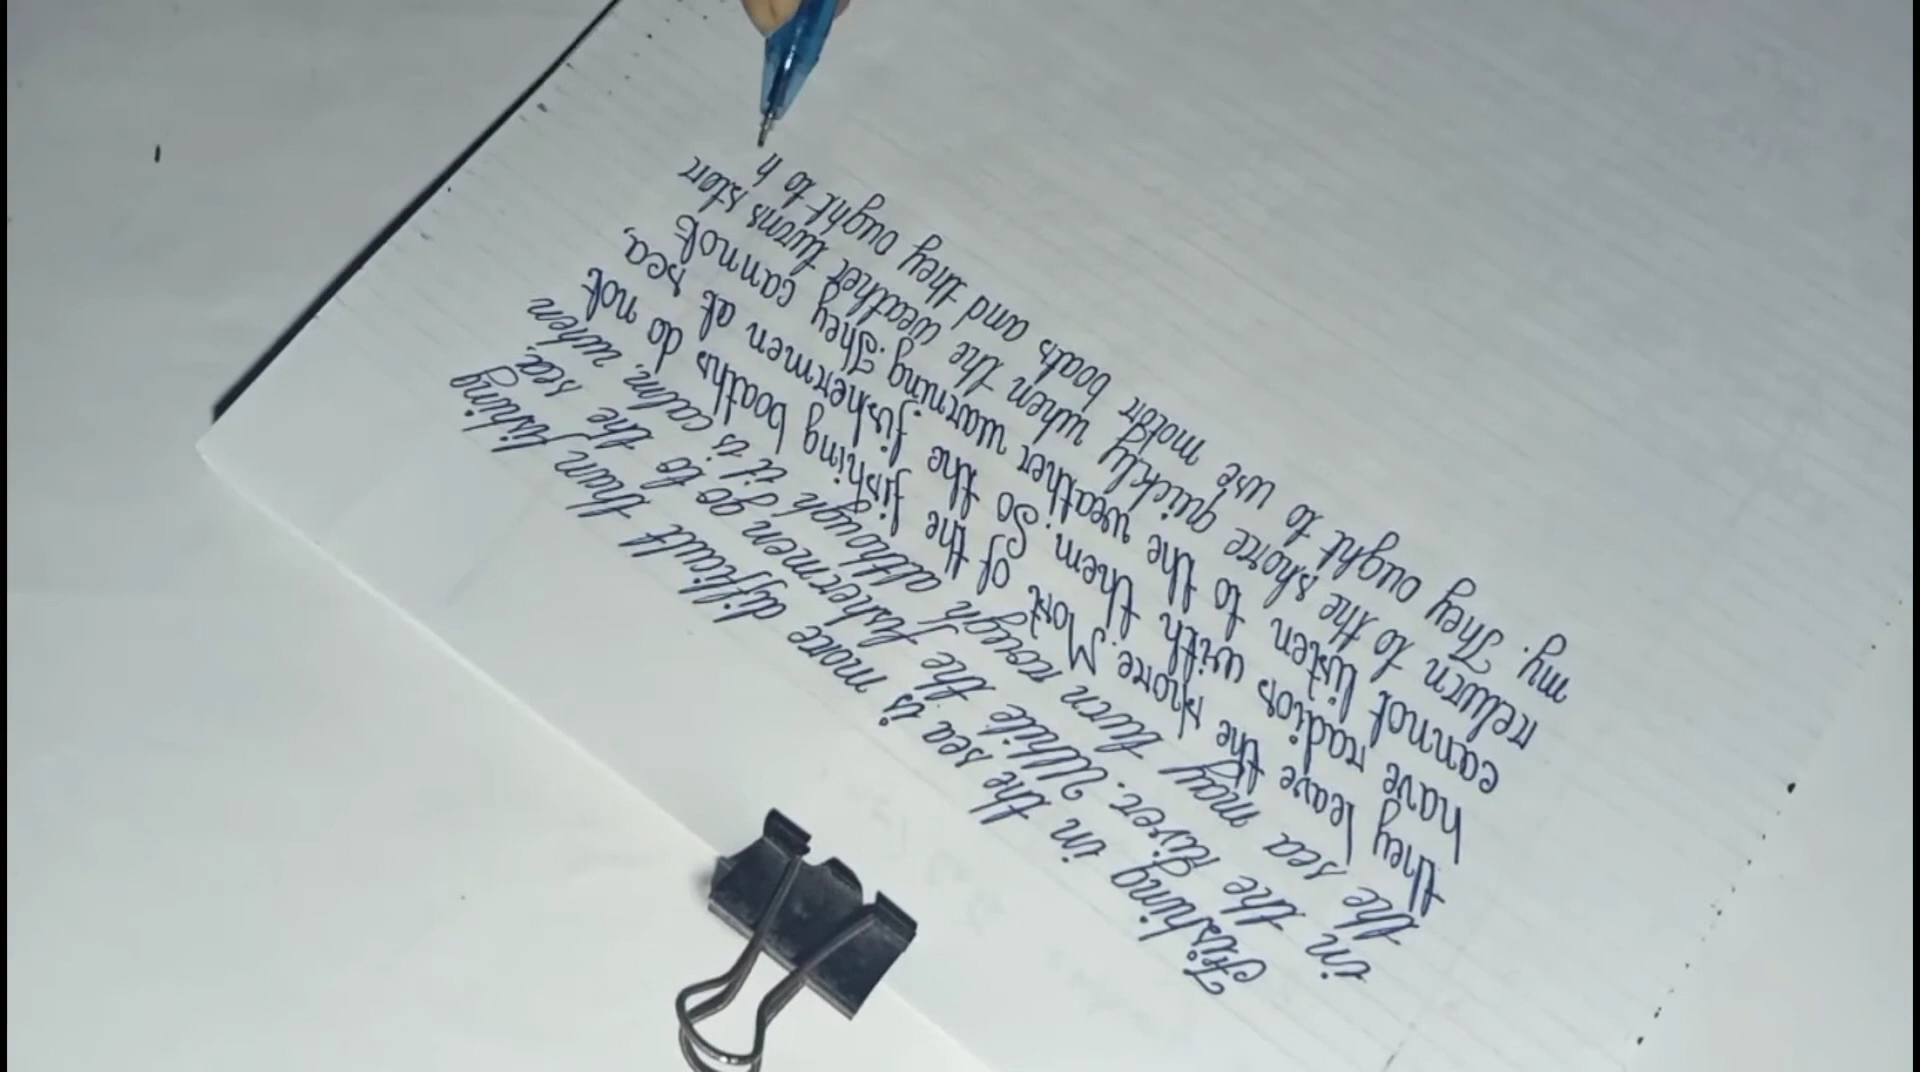 Fishing in the sea is more difficult than fishing
in the River. While the fishermen go to the sea.
the sea may turn rough although it is calm. when
they leave the shore. Most of the fishing boats do not
have radios with them. So the fishermen at sea,
cannot listen to the weather warning. They cannot
return to the shore quickly when the weather turns stor
my. They ought to use motor boats and they ought to h